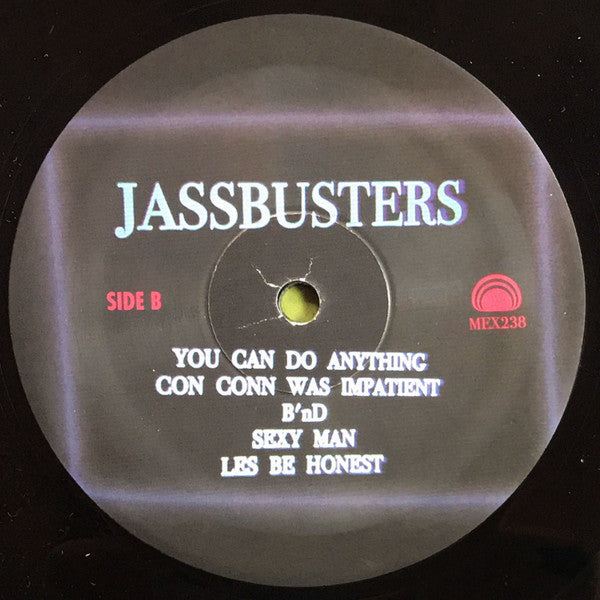 JASSBUSTERS
SIDE B
MEX238
YOU CAN DO ANYTHING
CON CONN WAS IMPATIENT
B'nD
SEXY MAN
LES BE HONEST